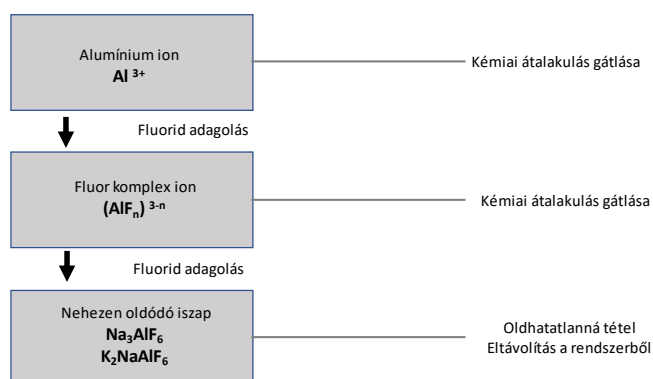 Alumínium ion
Al ³⁺
Kémiai átalakulás gátlása
Fluorid adagolás
Fluor komplex ion
(AlFₙ) ³⁻ⁿ
Kémiai átalakulás gátlása
Fluorid adagolás
Nehezen oldódó iszap
Na₃AlF₆
K₂NaAlF₆
Oldhatatlanná tétel
Eltávolítás a rendszerből